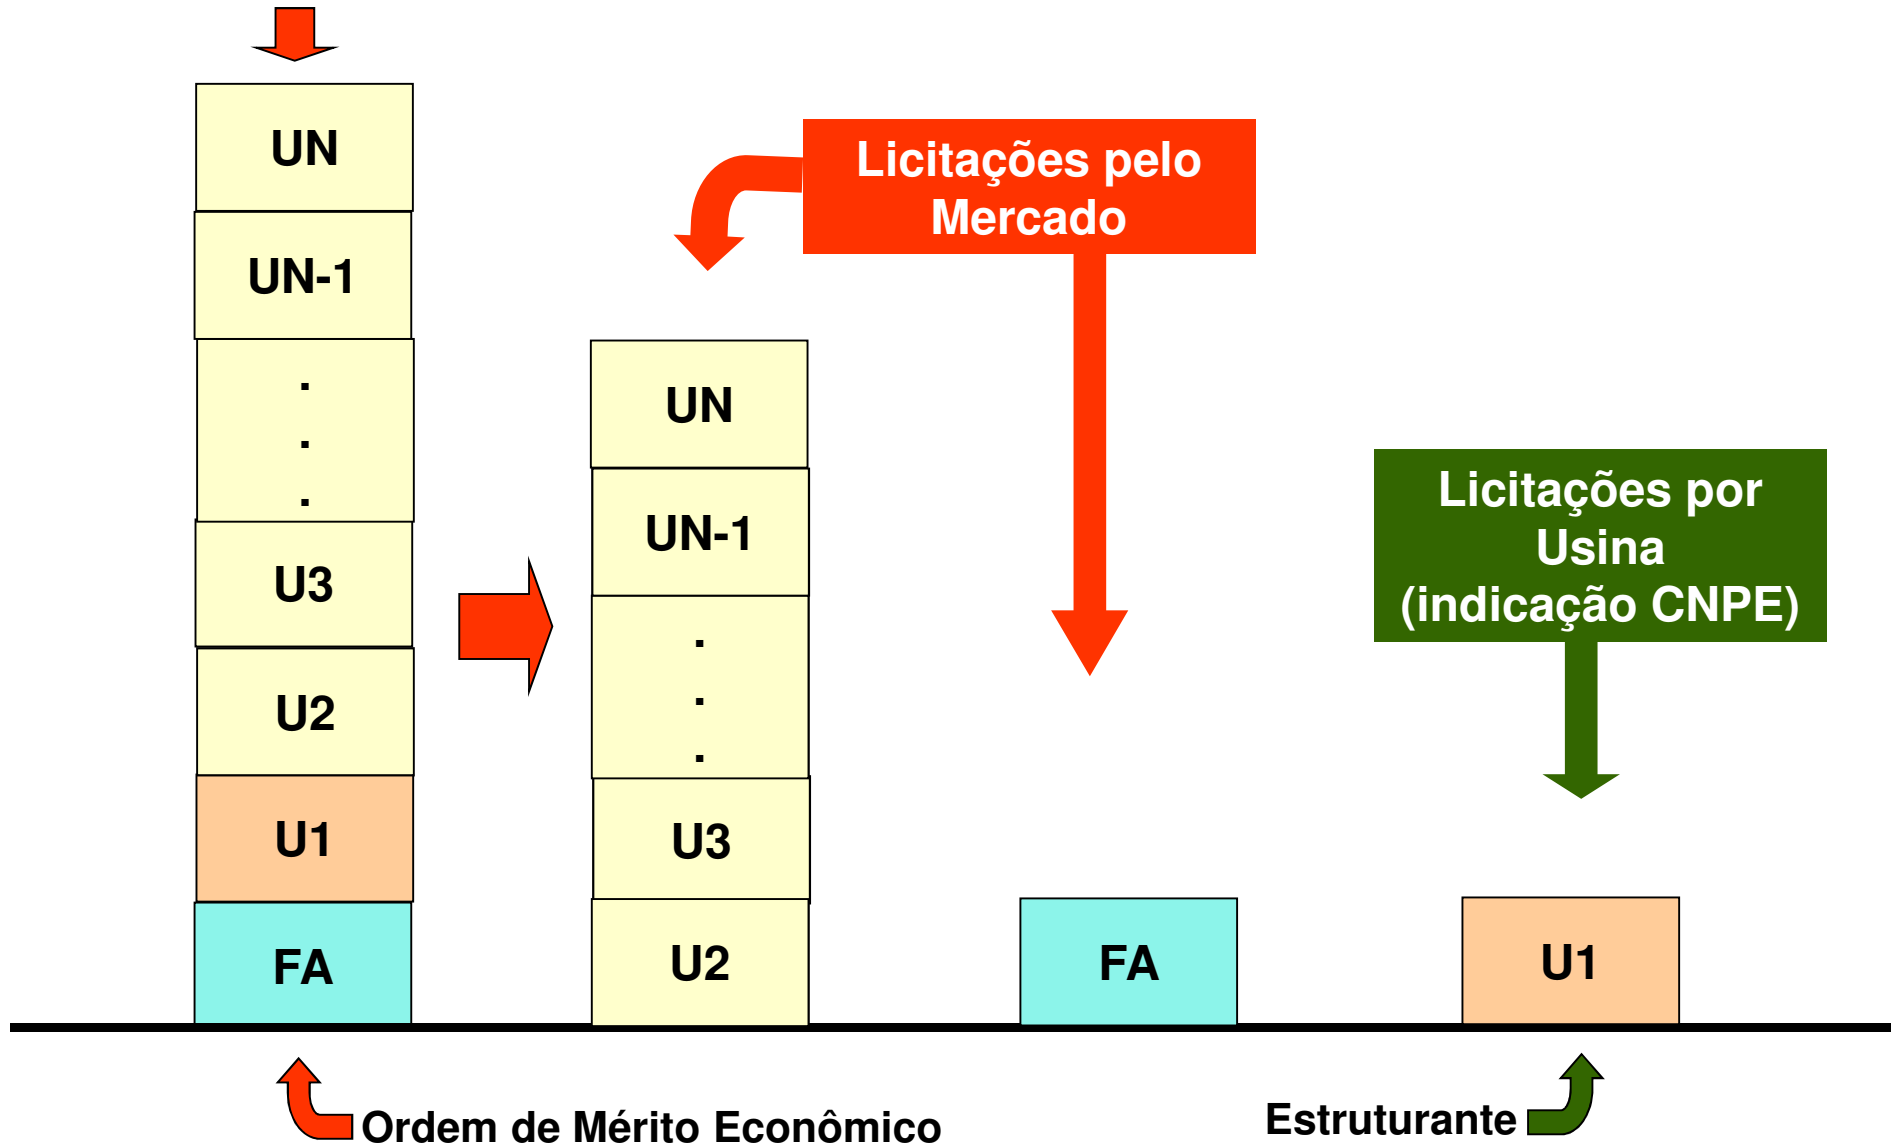 UN
UN-1
.
.
.
U3
U2
U1
FA
UN
UN-1
.
.
.
U3
U2
Licitações pelo
Mercado
FA
Licitações por
Usina
(indicação CNPE)
U1
Ordem de Mérito Econômico
Estruturante